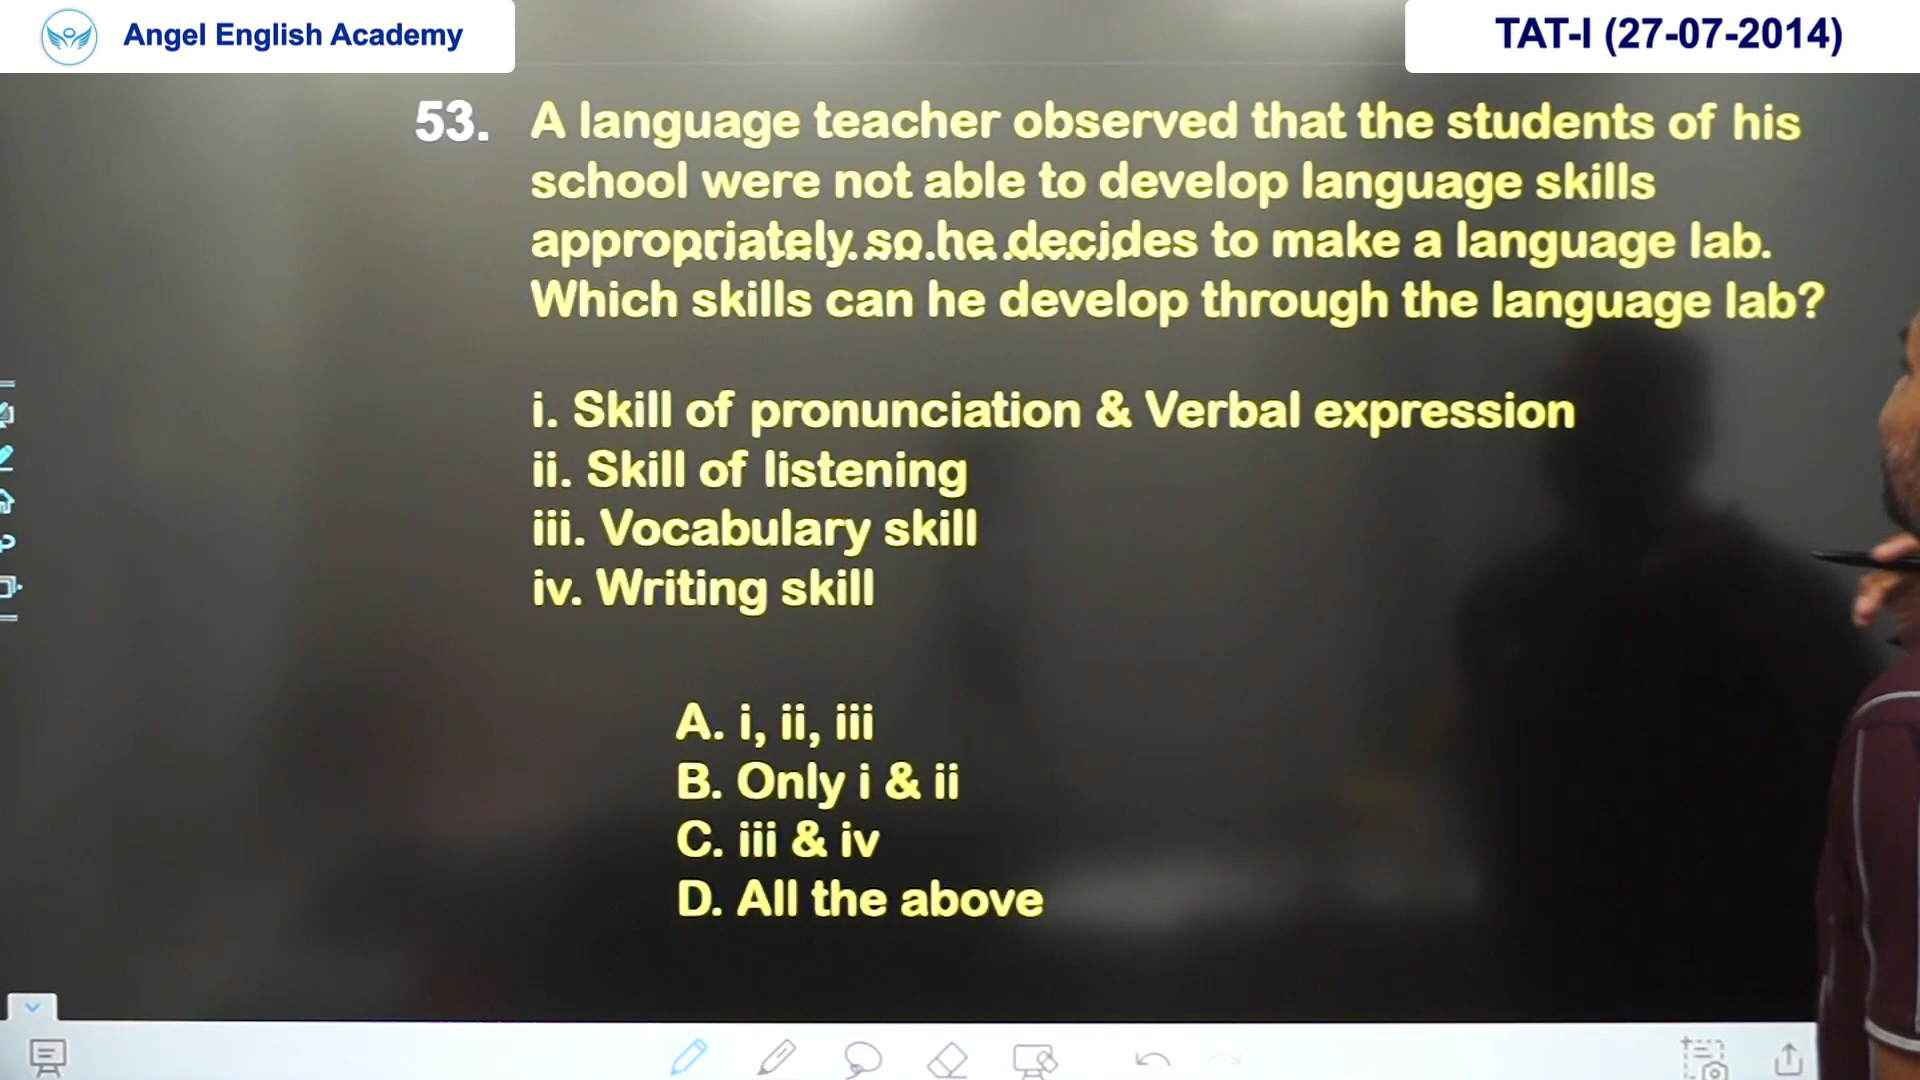 Angel English Academy
TAT-I (27-07-2014)
53. A language teacher observed that the students of his
school were not able to develop language skills
appropriately so he decides to make a language lab.
Which skills can he develop through the language lab?
i. Skill of pronunciation & Verbal expression
ii. Skill of listening
iii. Vocabulary skill
iv. Writing skill
A. i, ii, iii
B. Only i & ii
C. iii & iv
D. All the above